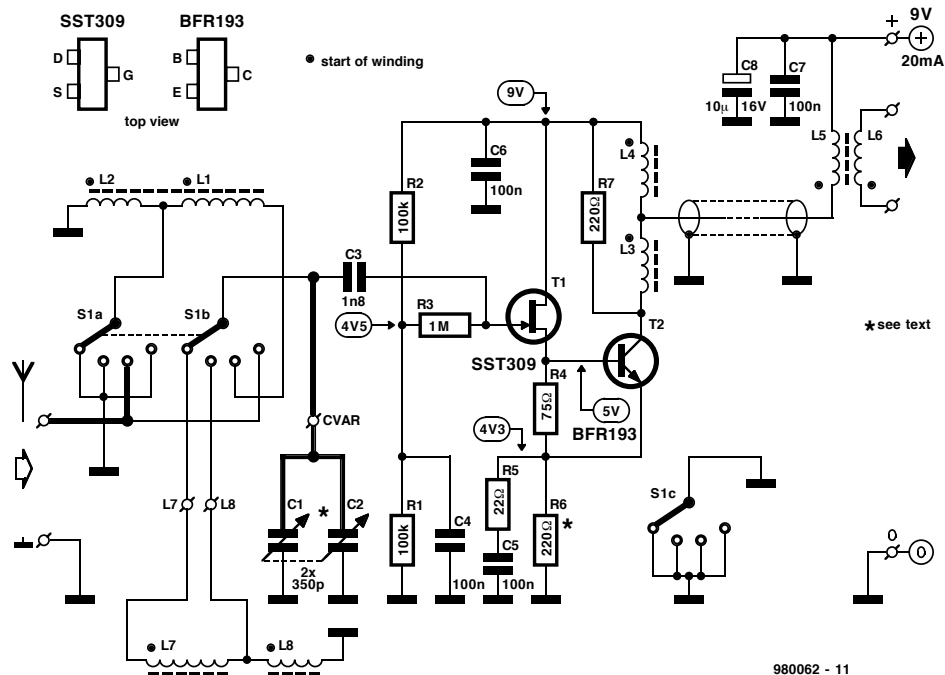 SST309
BFR193
D
S
G
B
E
C
top view
start of winding
9V
+
9V
+
20mA
C8
10µ
16V
C7
100n
L5
L6
L2
L1
R2
100k
C6
100n
R7
220Ω
L4
L3
C3
1n8
S1a
S1b
4V5
R3
1M
T1
SST309
T2
BFR193
5V
*see text
R4
75Ω
4V3
CVAR
L7
L8
C1
*
C2
2x
350p
R1
100k
C4
100n
R5
22Ω
C5
100n
R6
220Ω
*
S1c
0
0
L7
L8
980062 - 11